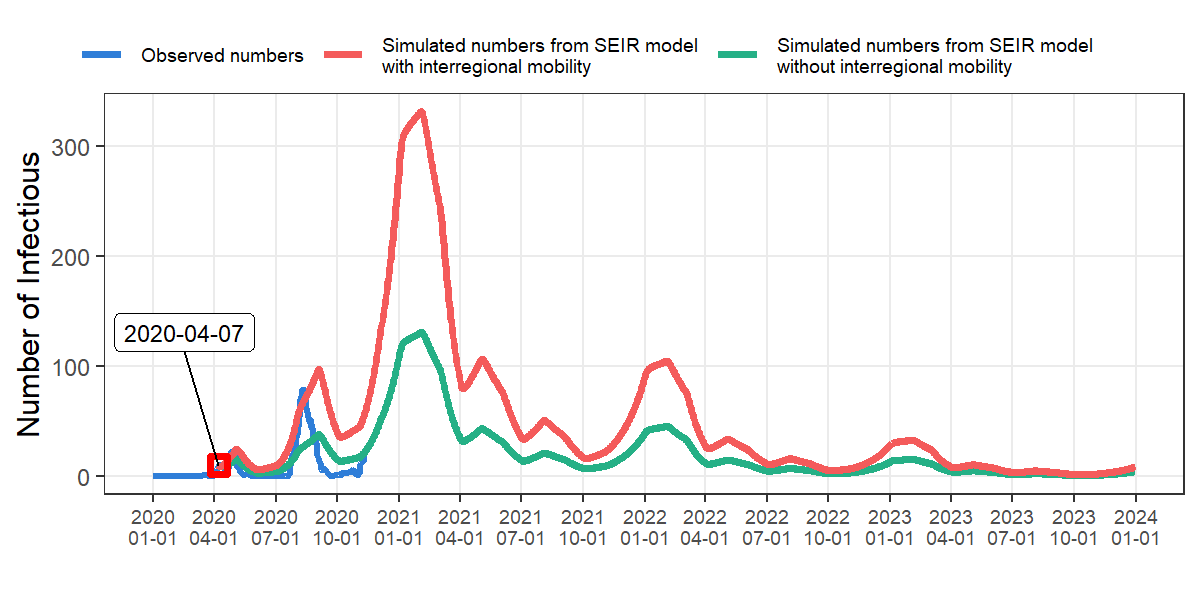 Observed numbers
Simulated numbers from SEIR model
with interregional mobility
Simulated numbers from SEIR model
without interregional mobility
Number of Infectious
300
200
100
0
2020-04-07
2020 2020 2020 2020 2021 2021 2021 2021 2022 2022 2022 2022 2023 2023 2023 2023 2024
01-01 04-01 07-01 10-01 01-01 04-01 07-01 10-01 01-01 04-01 07-01 10-01 01-01 04-01 07-01 10-01 01-01